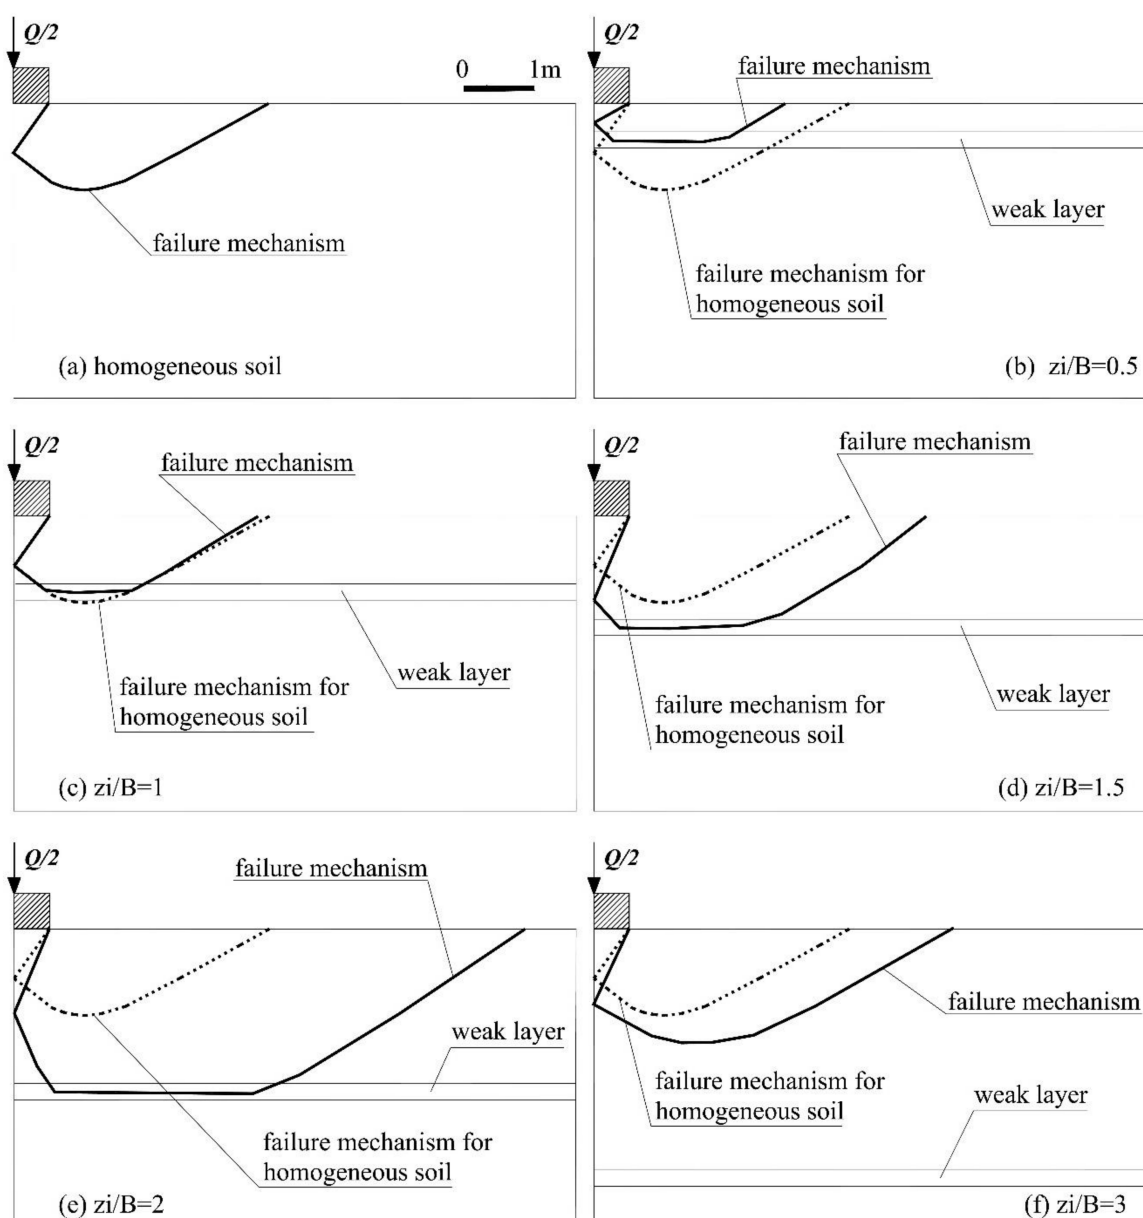 Q/2
0 1m
failure mechanism
(a) homogeneous soil
Q/2
failure mechanism
weak layer
failure mechanism for
homogeneous soil
(b) zi/B=0.5
Q/2
failure mechanism
weak layer
failure mechanism for
homogeneous soil
(c) zi/B=1
Q/2
failure mechanism
weak layer
failure mechanism for
homogeneous soil
(d) zi/B=1.5
Q/2
failure mechanism
weak layer
failure mechanism for
homogeneous soil
(e) zi/B=2
Q/2
failure mechanism
failure mechanism for
homogeneous soil
weak layer
(f) zi/B=3